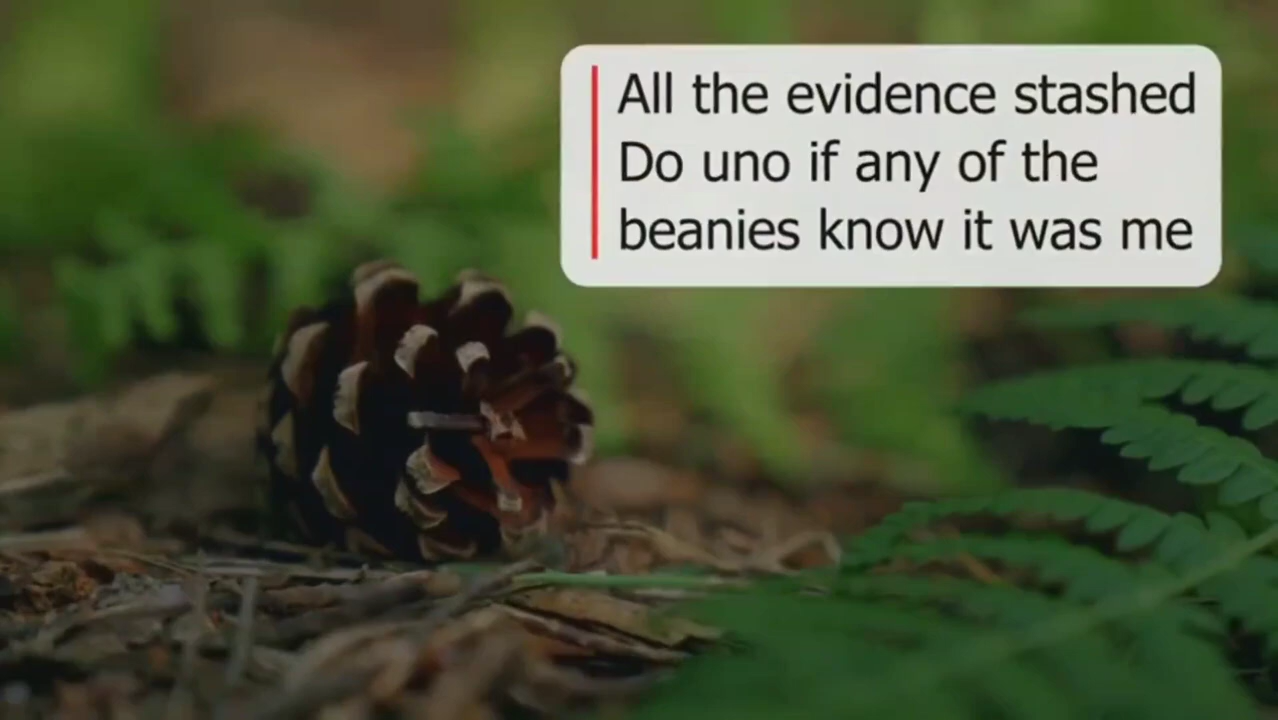 All the evidence stashed
Do uno if any of the
beanies know it was me